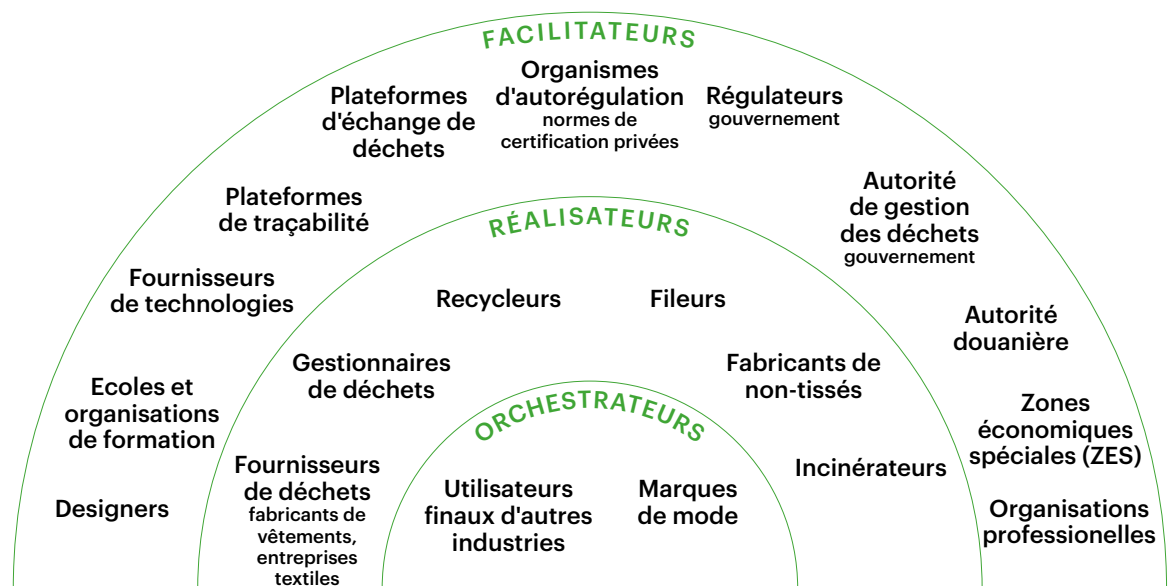 FACILITATEURS
Organismes
d'autorégulation
normes de
certification privées
Plateformes
d'échange de
déchets
Régulateurs
gouvernement
Plateformes
de traçabilité
Autorité
de gestion
des déchets
gouvernement
Fournisseurs
de technologies
Autorité
douanière
Ecoles et
organisations
de formation
Zones
économiques
spéciales (ZES)
Designers
Organisations
professionelles
RÉALISATEURS
Recycleurs
Fileurs
Gestionnaires
de déchets
Fabricants de
non-tissés
Fournisseurs
de déchets
fabricants de
vêtements,
entreprises
textiles
Incinérateurs
ORCHESTRATEURS
Utilisateurs
finaux d'autres
industries
Marques
de mode